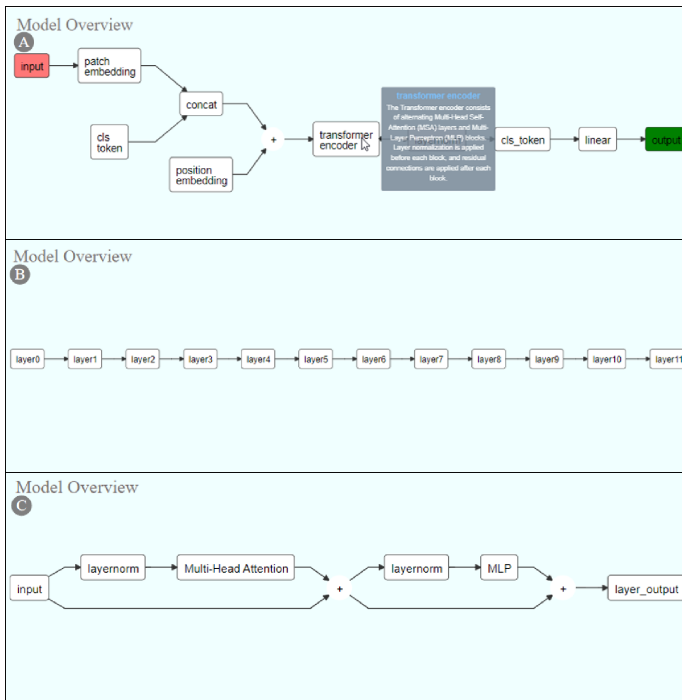 Model Overview
A
input
patch
embedding
cls
token
concat
position
embedding
+
transformer
encoder
transformer encoder
The Transformer encoder consists
of alternating Multi-Head Self-
Attention (MSA) layers and Multi-
Layer Perceptron (MLP) blocks.
Layer normalization is applied
before each block, and residual
connections are applied after each
block.
cls_token
linear
output
Model Overview
B
layer0
layer1
layer2
layer3
layer4
layer5
layer6
layer7
layer8
layer9
layer10
layer11
Model Overview
C
input
layernorm
Multi-Head Attention
+
layernorm
MLP
+
layer_output